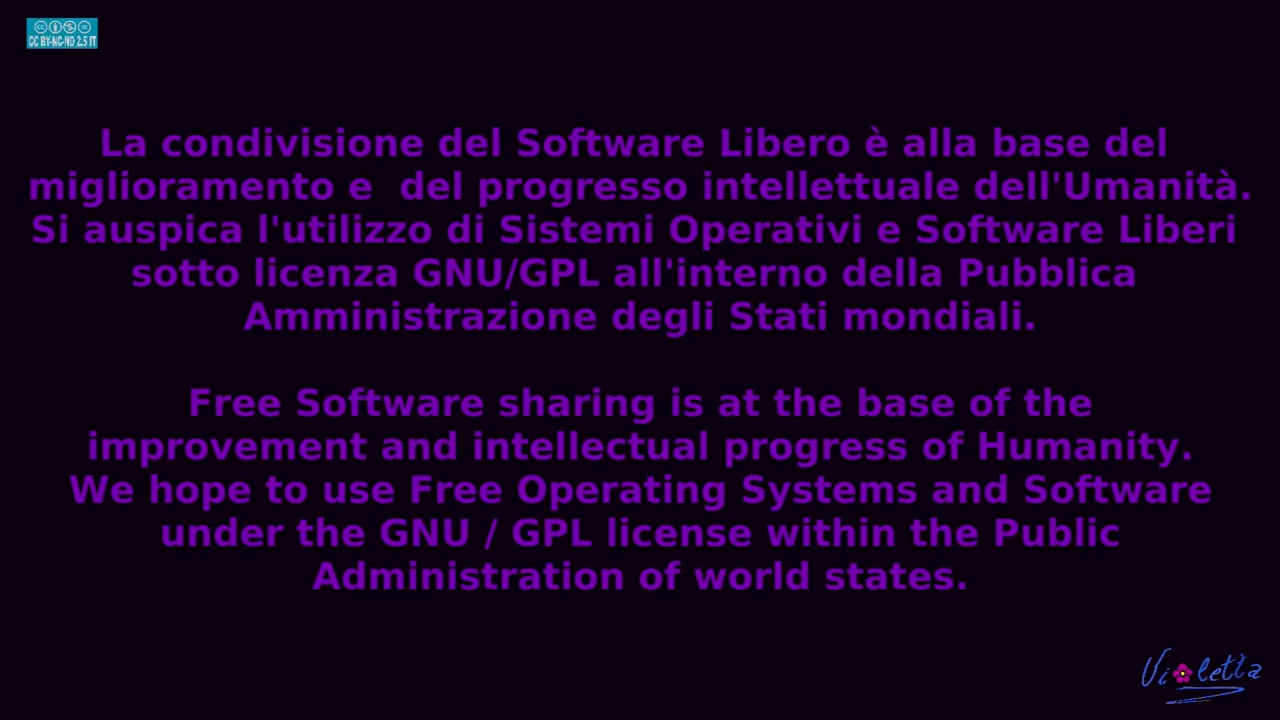 CC BY-NC-ND 2.5 IT
La condivisione del Software Libero è alla base del
miglioramento e  del progresso intellettuale dell'Umanità.
Si auspica l'utilizzo di Sistemi Operativi e Software Liberi
sotto licenza GNU/GPL all'interno della Pubblica
Amministrazione degli Stati mondiali.
Free Software sharing is at the base of the
improvement and intellectual progress of Humanity.
We hope to use Free Operating Systems and Software
under the GNU / GPL license within the Public
Administration of world states.
Violetta